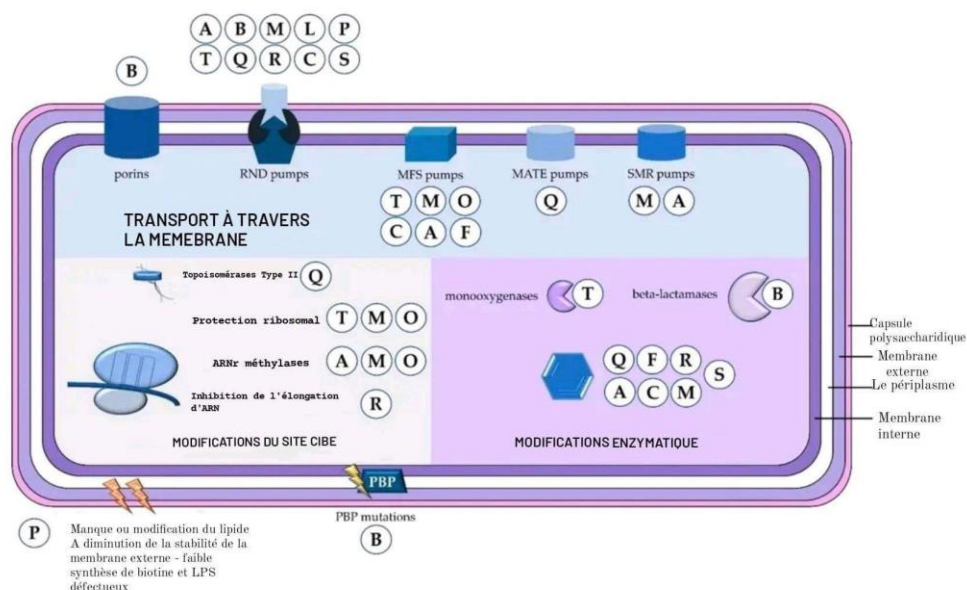 A B M L P
T Q R C S
B
porins
RND pumps
MFS pumps
MATE pumps
SMR pumps
T M O
C A F
Q
M A
TRANSPORT À TRAVERS
LA MEMEBRANE
Topoisomérases Type II Q
Protection ribosomal T M O
ARNr méthylases A M O
Inhibition de l'élongation
d'ARN
R
MODIFICATIONS DU SITE CIBE
monooxygenases T
beta-lactamases B
Q F R S
A C M
MODIFICATIONS ENZYMATIQUE
Capsule
polysaccharidique
Membrane
externe
Le périplasme
Membrane
interne
PBP
PBP mutations
B
P
Manque ou modification du lipide
A diminution de la stabilité de la
membrane externe - faible
synthèse de biotine et LPS
défectueux